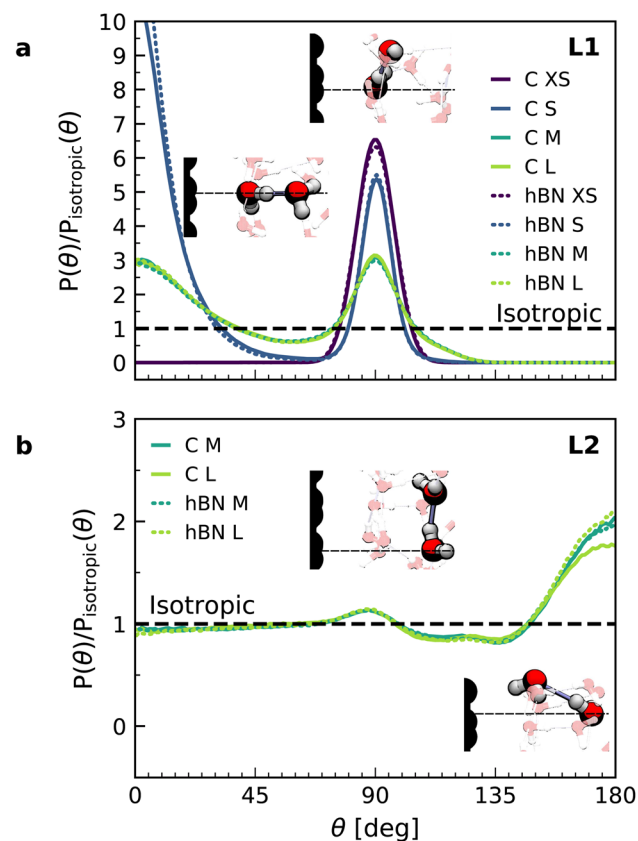 a
L1
10
9
8
7
6
5
4
3
2
1
0
P(θ)/P_isotropic(θ)
C XS
C S
C M
C L
hBN XS
hBN S
hBN M
hBN L
Isotropic
b
L2
3
2
1
0
P(θ)/P_isotropic(θ)
C M
C L
hBN M
hBN L
Isotropic
0 45 90 135 180
θ [deg]